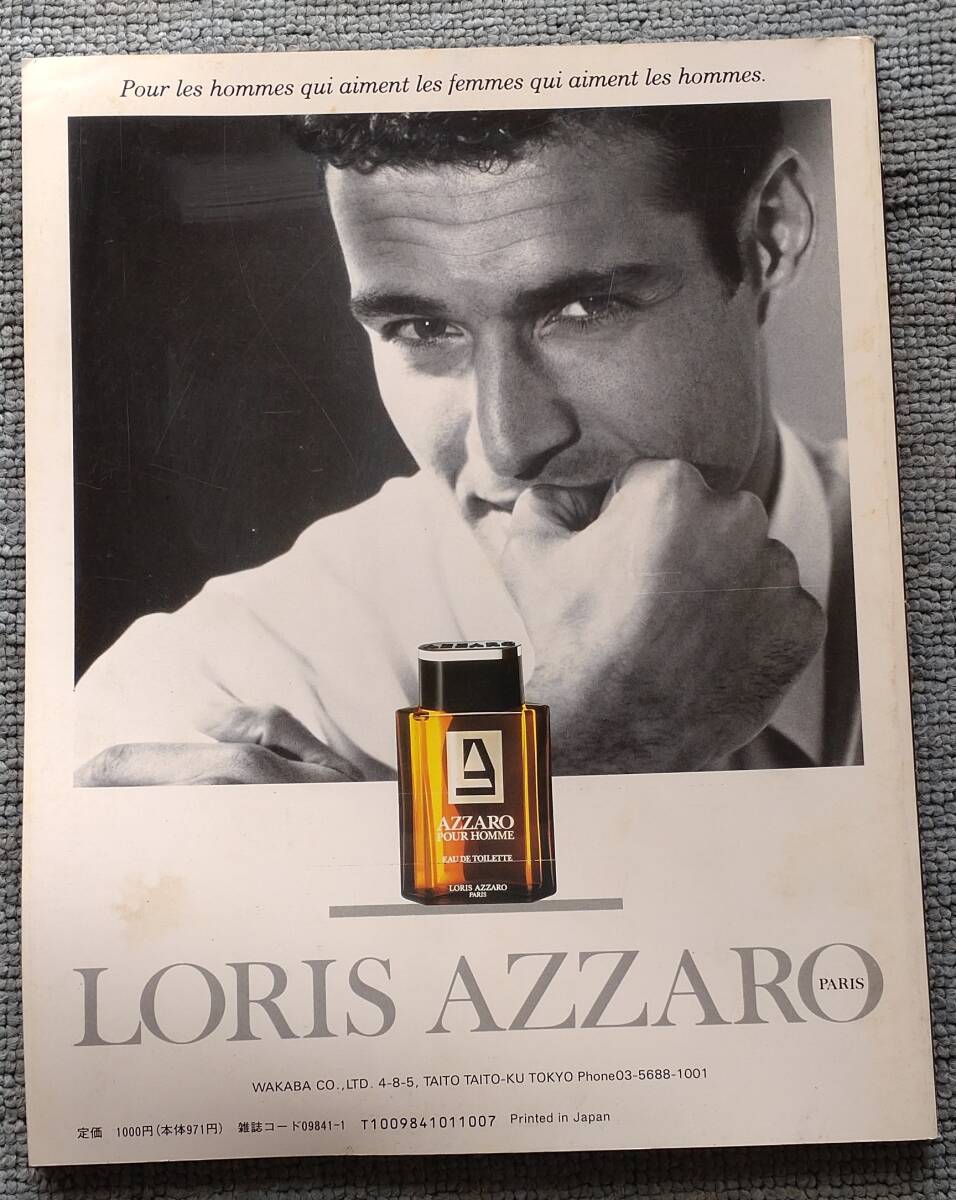 Pour les hommes qui aiment les femmes qui aiment les hommes.
AZZARO
AZZARO
POUR HOMME
EAU DE TOILETTE
LORIS AZZARO
PARIS
LORIS AZZARO
PARIS
WAKABA CO.,LTD. 4-8-5, TAITO TAITO-KU TOKYO Phone03-5688-1001
定価 1000円(本体971円) 雑誌コード09841-1 T1009841011007 Printed in Japan